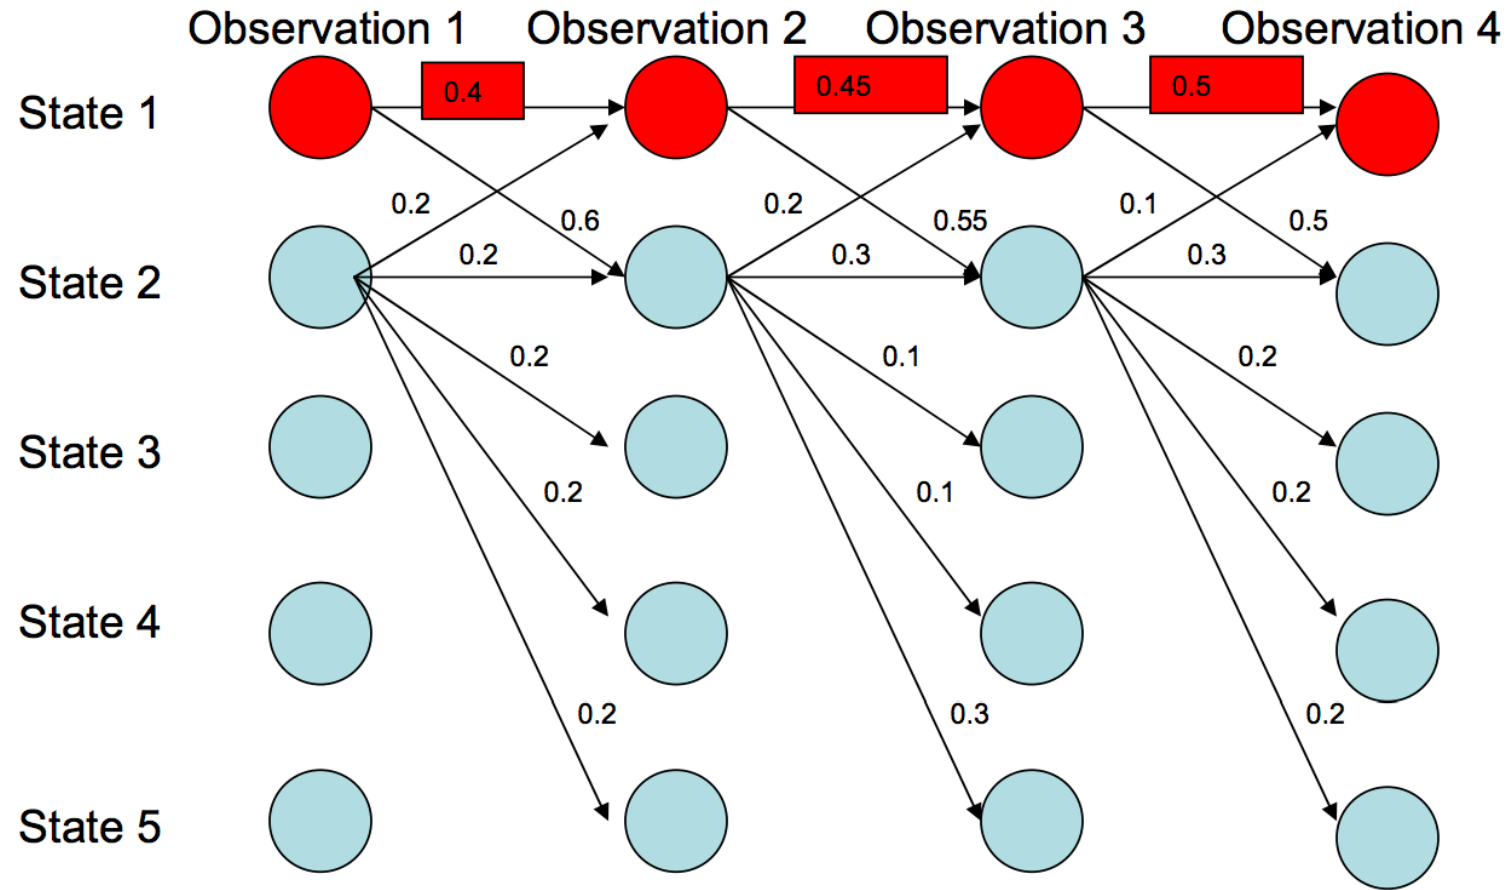 Observation 1 Observation 2 Observation 3 Observation 4
State 1
0.4 0.45 0.5
0.2 0.6 0.2 0.55 0.1 0.5
State 2
0.2 0.3 0.3
0.2 0.1 0.2
State 3
0.2 0.1 0.2
State 4
0.2 0.3 0.2
State 5